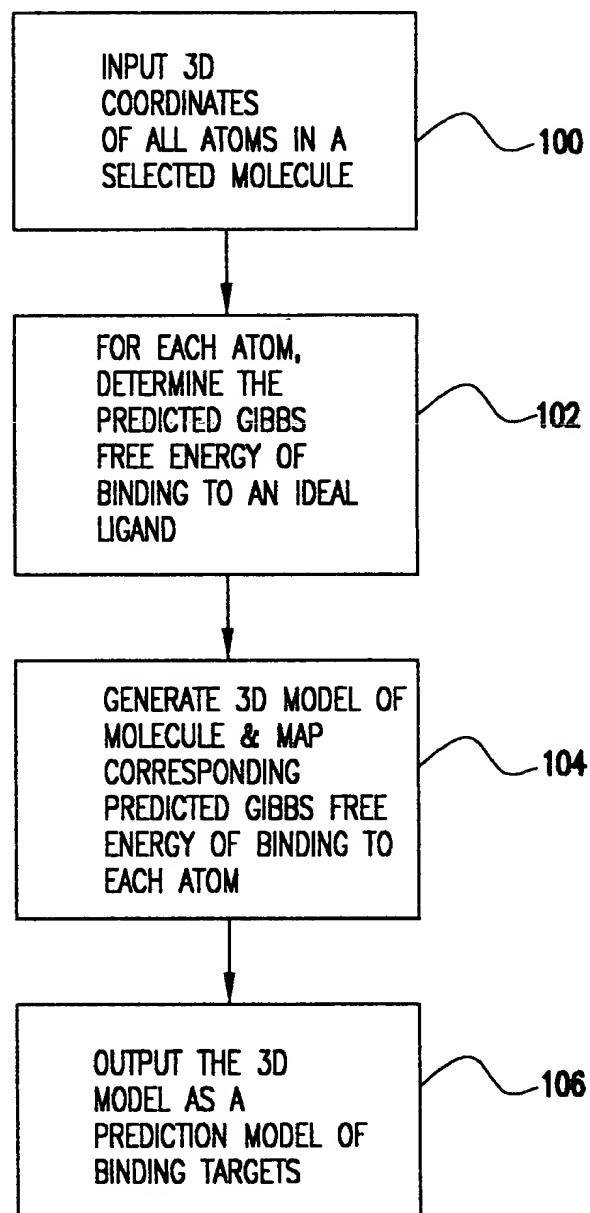 INPUT 3D
COORDINATES
OF ALL ATOMS IN A
SELECTED MOLECULE
100
FOR EACH ATOM,
DETERMINE THE
PREDICTED GIBBS
FREE ENERGY OF
BINDING TO AN IDEAL
LIGAND
102
GENERATE 3D MODEL OF
MOLECULE & MAP
CORRESPONDING
PREDICTED GIBBS FREE
ENERGY OF BINDING TO
EACH ATOM
104
OUTPUT THE 3D
MODEL AS A
PREDICTION MODEL OF
BINDING TARGETS
106